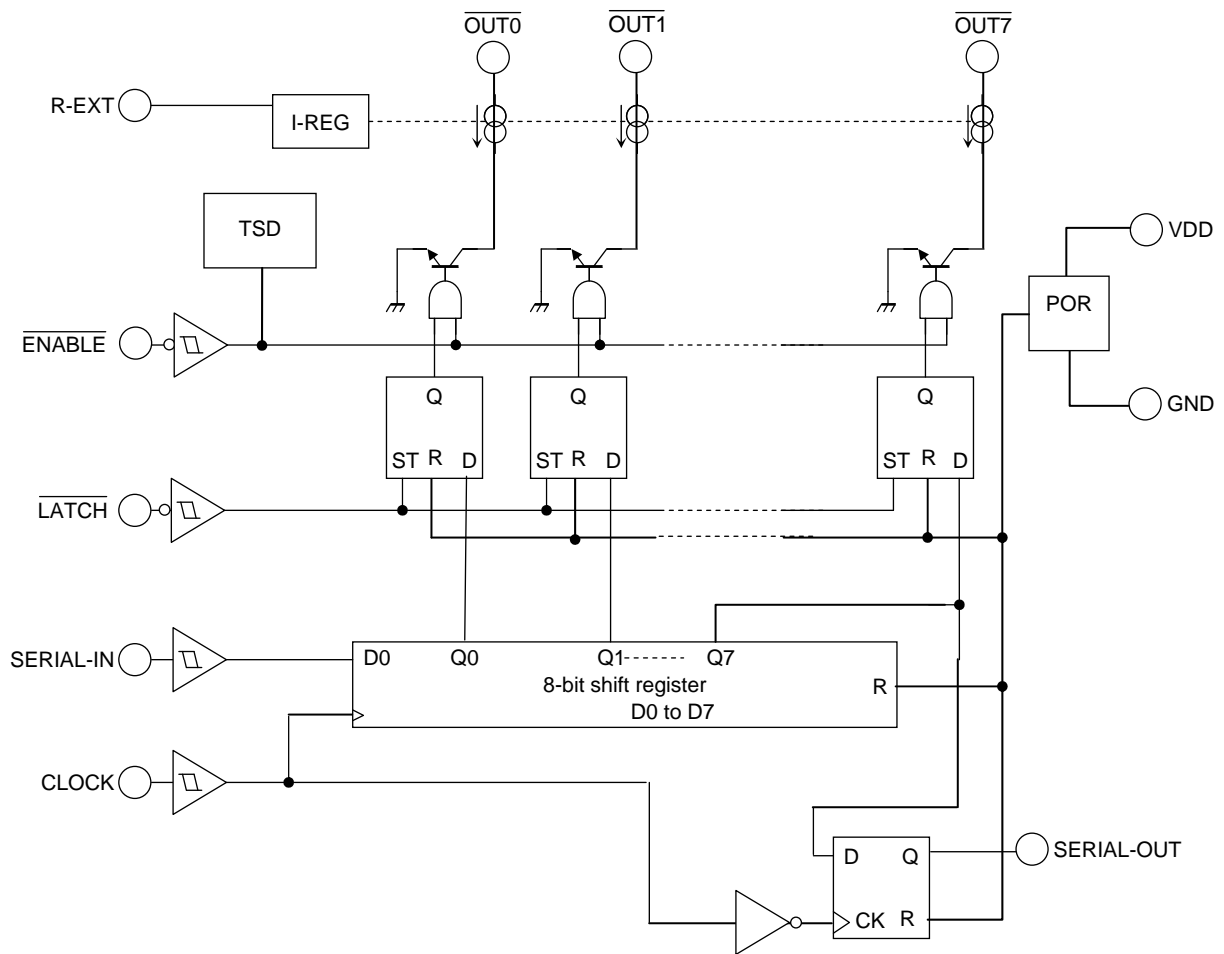 OUT0 OUT1 OUT7
R-EXT
I-REG
TSD
VDD
POR
ENABLE
GND
Q Q Q
ST R D ST R D ST R D
LATCH
SERIAL-IN
D0 Q0 Q1 Q7
8-bit shift register
R
D0 to D7
CLOCK
D Q
SERIAL-OUT
CK R